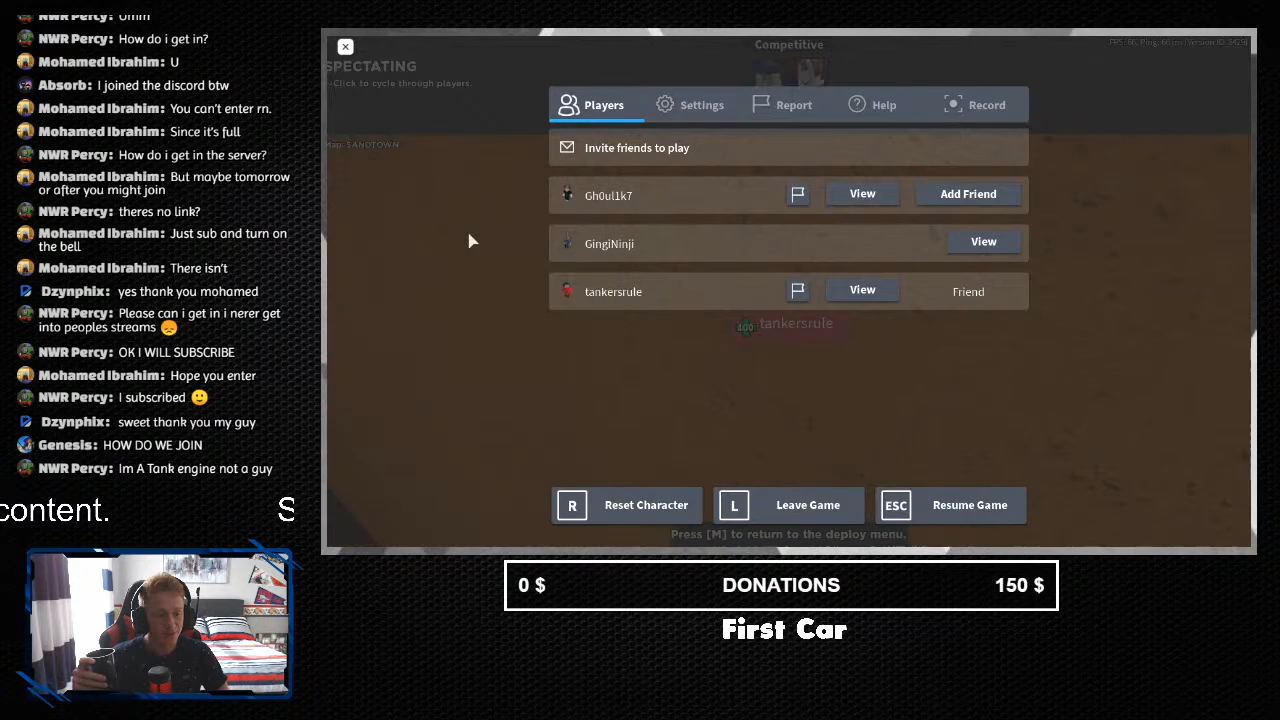 NWR Percy: Umm
NWR Percy: How do i get in?
Mohamed Ibrahim: U
Absorb: I joined the discord btw
Mohamed Ibrahim: You can't enter rn.
Mohamed Ibrahim: Since it's full
NWR Percy: How do i get in the server?
Mohamed Ibrahim: But maybe tomorrow
or after you might join
NWR Percy: theres no link?
Mohamed Ibrahim: Just sub and turn on
the bell
Mohamed Ibrahim: There isn't
Dzynphix: yes thank you mohamed
NWR Percy: Please can i get in i nerer get
into peoples streams 😞
NWR Percy: OK I WILL SUBSCRIBE
Mohamed Ibrahim: Hope you enter
NWR Percy: I subscribed 🙂
Dzynphix: sweet thank you my guy
Genesis: HOW DO WE JOIN
NWR Percy: Im A Tank engine not a guy
content. S
Competitive
SPECTATING
-Click to cycle through players.
Map: SANDTOWN
Players Settings Report Help Record
Invite friends to play
Gh0ul1k7 View Add Friend
GingiNinji View
tankersrule View Friend
100 tankersrule
R Reset Character L Leave Game ESC Resume Game
Press [M] to return to the deploy menu.
0 $ DONATIONS 150 $
First Car